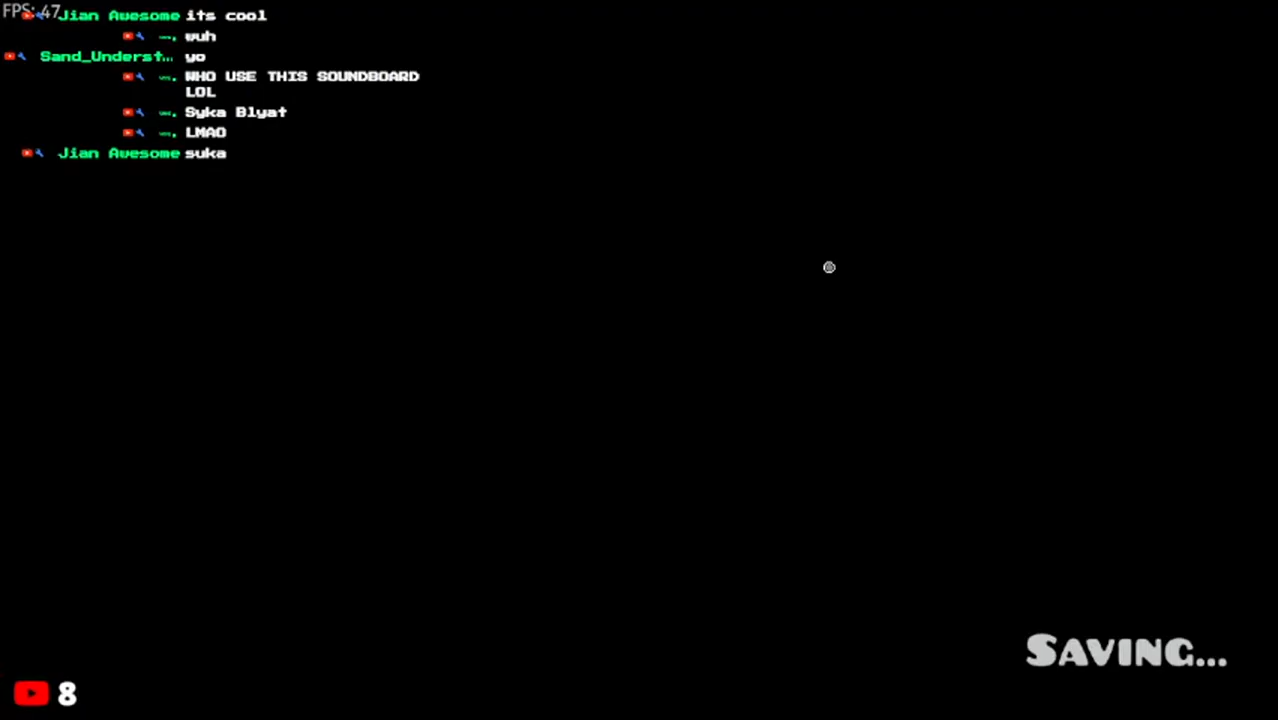 FPS: 47
Jian Awesome its cool
wuh
Sand_Underst… yo
WHO USE THIS SOUNDBOARD
LOL
Syka Blyat
LMAO
Jian Awesome suka
SAVING...
8